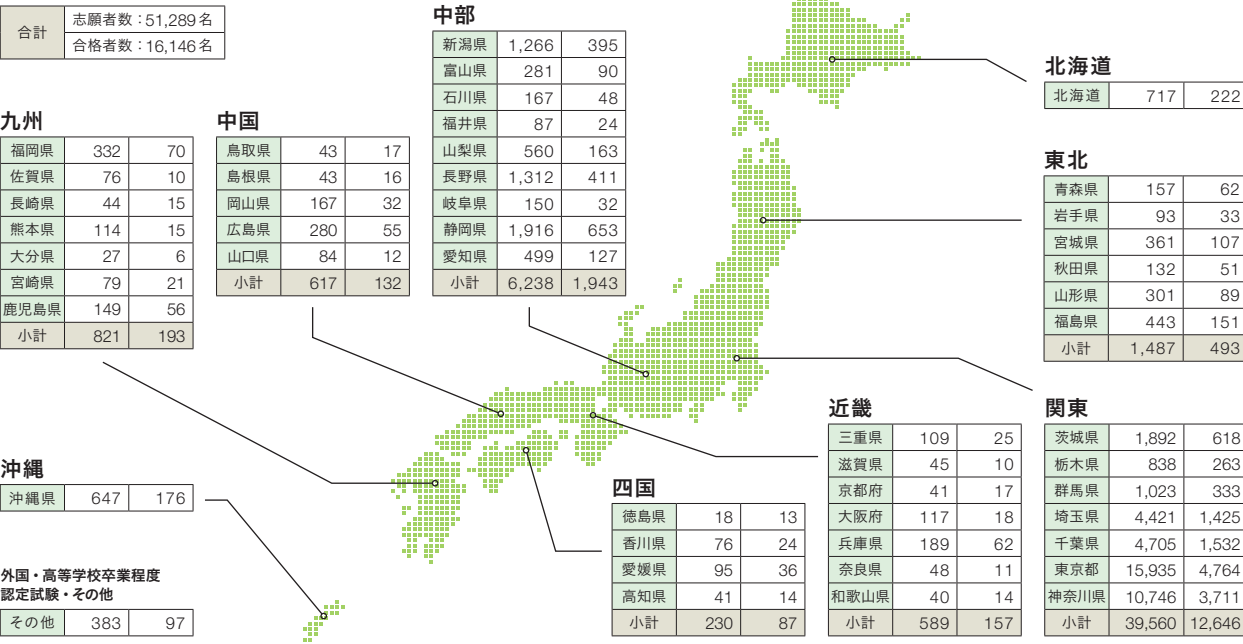 合計
志願者数：51,289名
合格者数：16,146名
九州
福岡県 332 70
佐賀県 76 10
長崎県 44 15
熊本県 114 15
大分県 27 6
宮崎県 79 21
鹿児島県 149 56
小計 821 193
中国
鳥取県 43 17
島根県 43 16
岡山県 167 32
広島県 280 55
山口県 84 12
小計 617 132
中部
新潟県 1,266 395
富山県 281 90
石川県 167 48
福井県 87 24
山梨県 560 163
長野県 1,312 411
岐阜県 150 32
静岡県 1,916 653
愛知県 499 127
小計 6,238 1,943
北海道
北海道 717 222
東北
青森県 157 62
岩手県 93 33
宮城県 361 107
秋田県 132 51
山形県 301 89
福島県 443 151
小計 1,487 493
沖縄
沖縄県 647 176
外国・高等学校卒業程度
認定試験・その他
その他 383 97
四国
徳島県 18 13
香川県 76 24
愛媛県 95 36
高知県 41 14
小計 230 87
近畿
三重県 109 25
滋賀県 45 10
京都府 41 17
大阪府 117 18
兵庫県 189 62
奈良県 48 11
和歌山県 40 14
小計 589 157
関東
茨城県 1,892 618
栃木県 838 263
群馬県 1,023 333
埼玉県 4,421 1,425
千葉県 4,705 1,532
東京都 15,935 4,764
神奈川県 10,746 3,711
小計 39,560 12,646